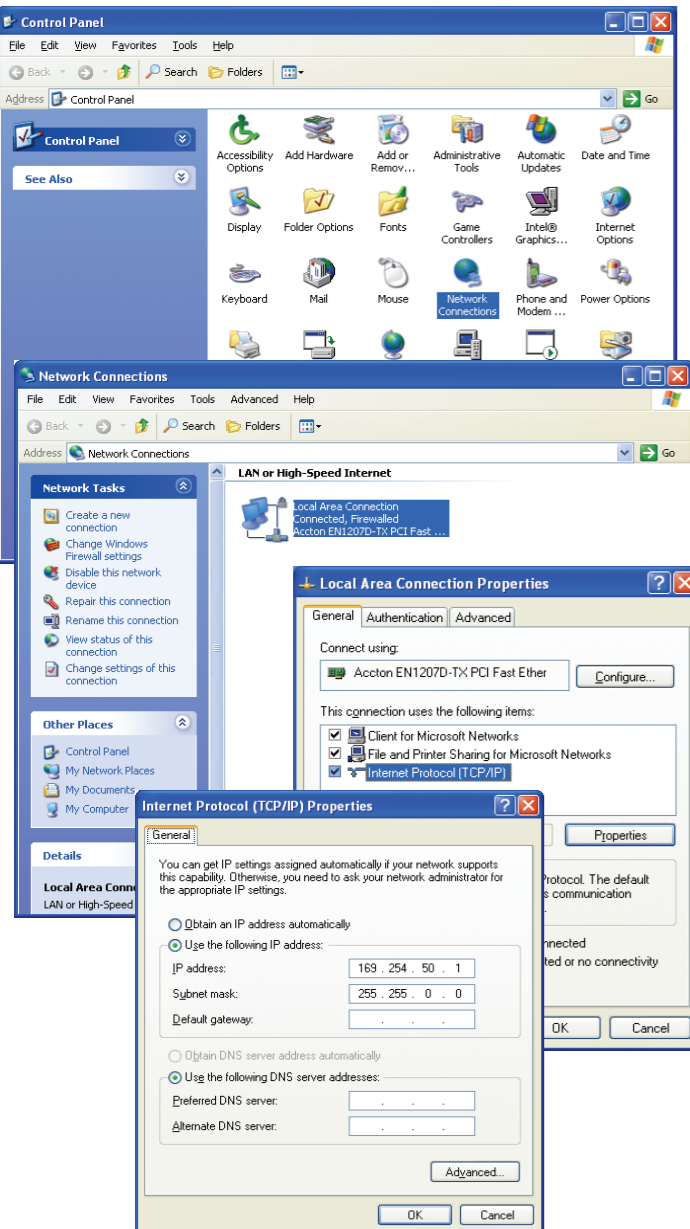 Control Panel
File Edit View Favorites Tools Help
Back Search Folders
Address Control Panel Go
Control Panel
See Also
Accessibility Options
Add Hardware
Add or Remov...
Administrative Tools
Automatic Updates
Date and Time
Display
Folder Options
Fonts
Game Controllers
Intel® Graphics...
Internet Options
Keyboard
Mail
Mouse
Network Connections
Phone and Modem ...
Power Options
Network Connections
File Edit View Favorites Tools Advanced Help
Back Search Folders
Address Network Connections Go
Network Tasks
Create a new
connection
Change Windows
Firewall settings
Disable this network
device
Repair this connection
Rename this connection
View status of this
connection
Change settings of this
connection
Other Places
Control Panel
My Network Places
My Documents
My Computer
Details
Local Area Conn
LAN or High-Speed
LAN or High-Speed Internet
Local Area Connection
Connected, Firewalled
Accton EN1207D-TX PCI Fast ...
Local Area Connection Properties
General Authentication Advanced
Connect using:
Accton EN1207D-TX PCI Fast Ether
Configure...
This connection uses the following items:
Client for Microsoft Networks
File and Printer Sharing for Microsoft Networks
Internet Protocol (TCP/IP)
Properties
Protocol. The default
s communication
.
nnected
ted or no connectivity
OK Cancel
Internet Protocol (TCP/IP) Properties
General
You can get IP settings assigned automatically if your network supports
this capability. Otherwise, you need to ask your network administrator for
the appropriate IP settings.
Obtain an IP address automatically
Use the following IP address:
IP address: 169 . 254 . 50 . 1
Subnet mask: 255 . 255 . 0 . 0
Default gateway: . . .
Obtain DNS server address automatically
Use the following DNS server addresses:
Preferred DNS server: . . .
Alternate DNS server: . . .
Advanced...
OK Cancel